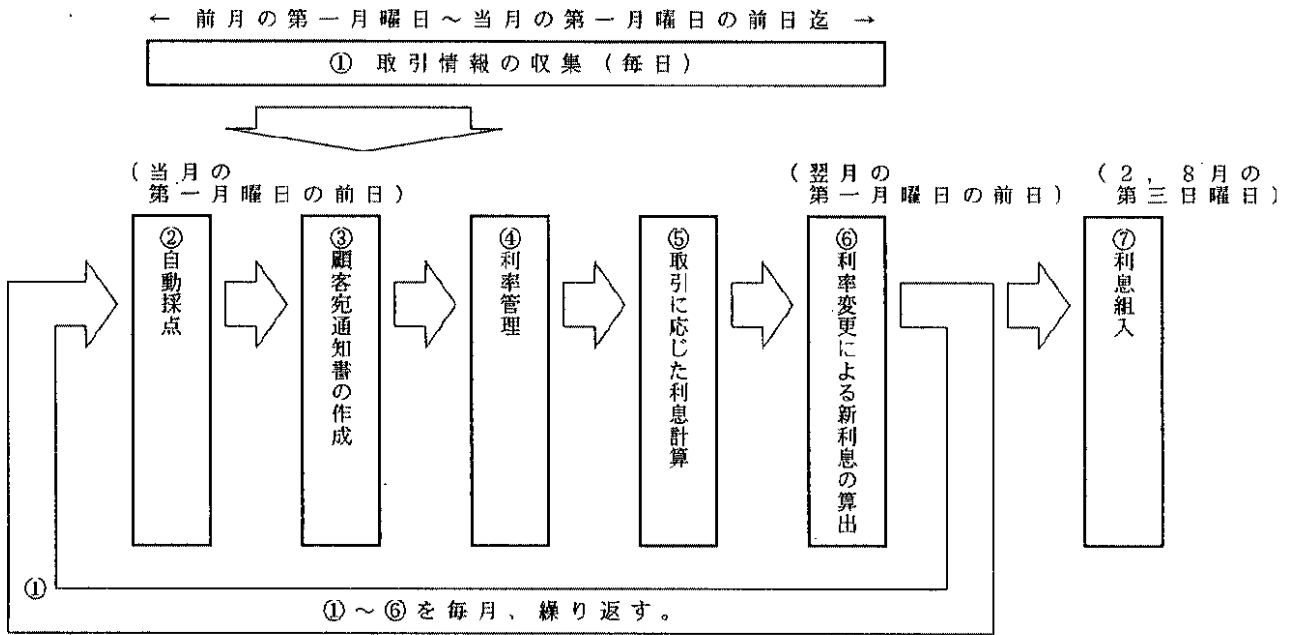 ← 前月の第一月曜日～当月の第一月曜日の前日迄 →
① 取引情報の収集（毎日）
（当月の
第一月曜日の前日）
（翌月の
第一月曜日の前日）
（2，8月の
第三日曜日）
②自動採点
③顧客宛通知書の作成
④利率管理
⑤取引に応じた利息計算
⑥利率変更による新利息の算出
⑦利息組入
①
①～⑥を毎月、繰り返す。